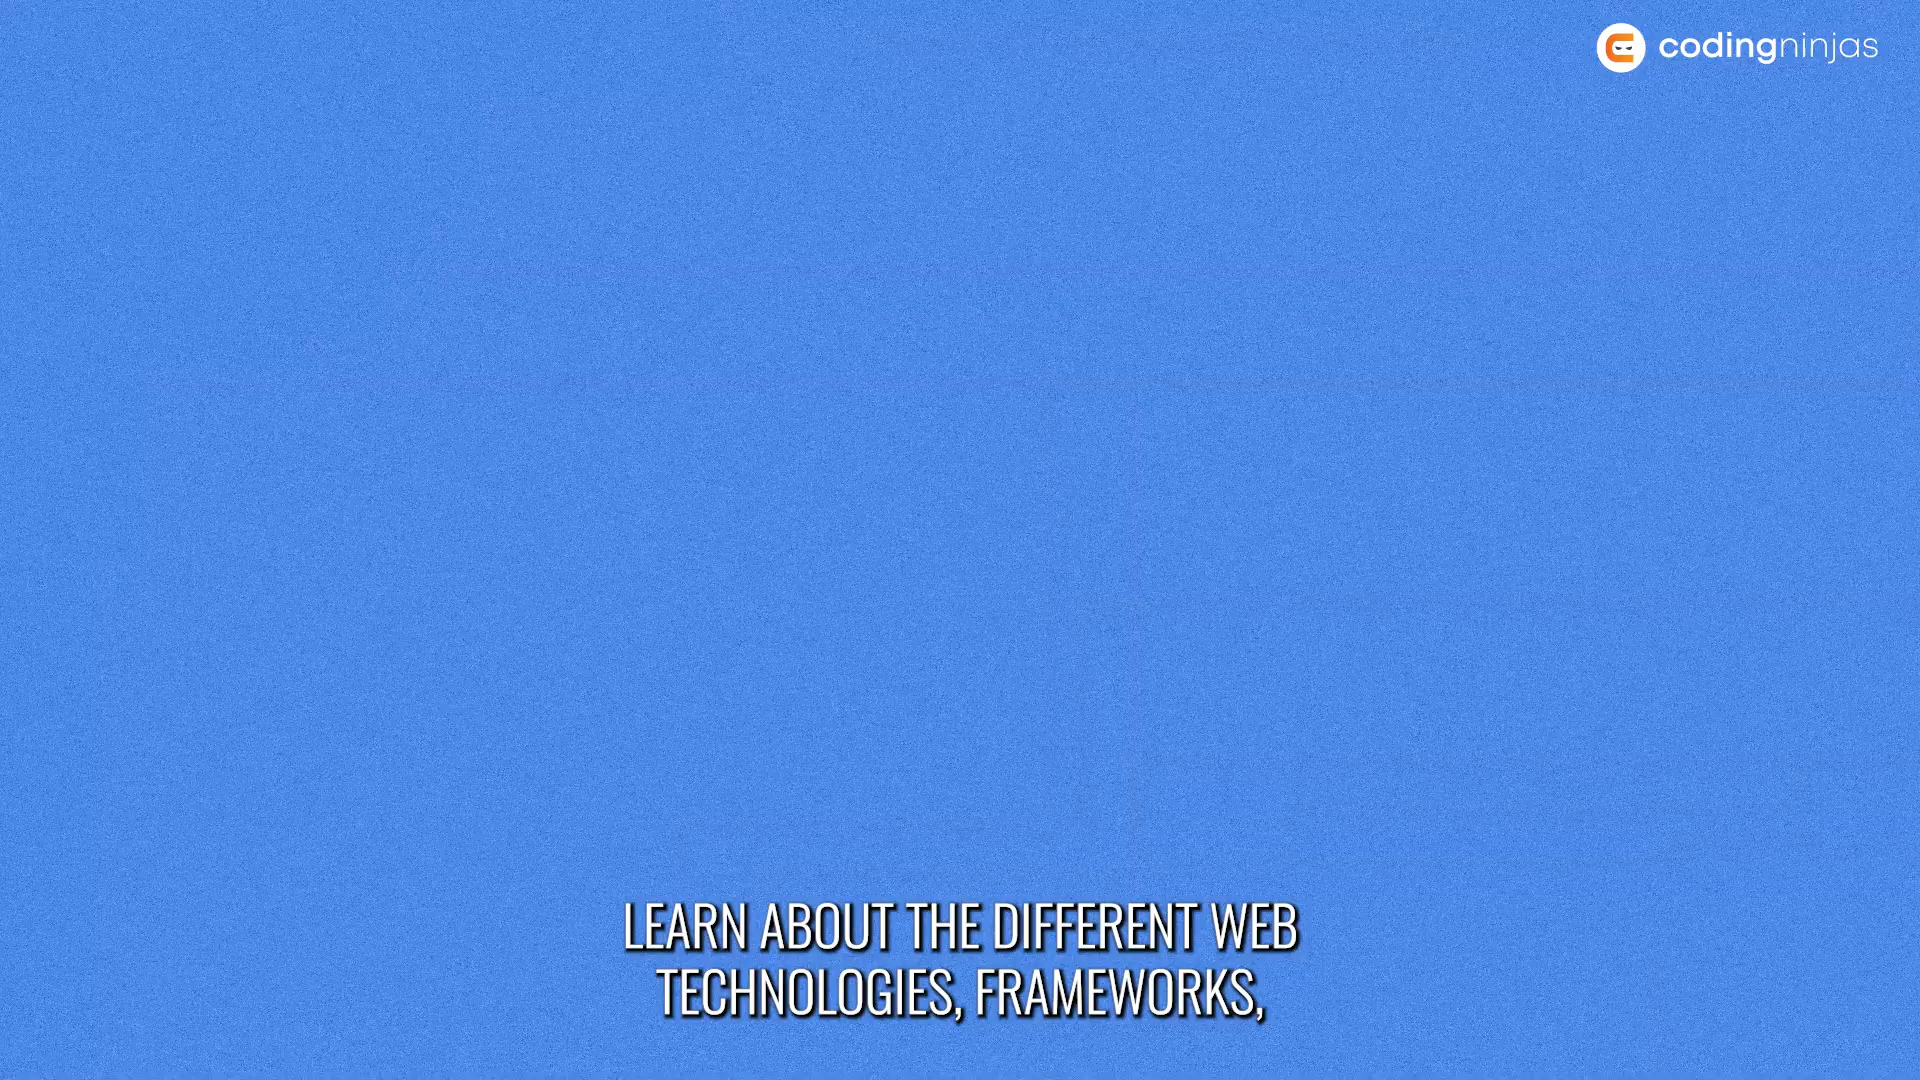 codingninjas
LEARN ABOUT THE DIFFERENT WEB
TECHNOLOGIES, FRAMEWORKS,